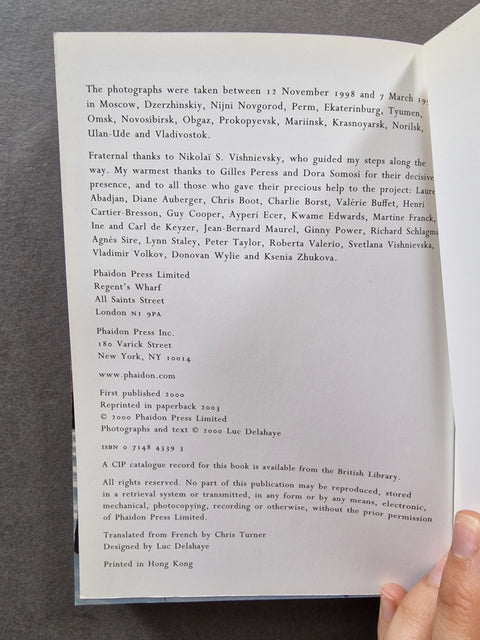 The photographs were taken between 12 November 1998 and 7 March
in Moscow, Dzerzhinskiy, Nijni Novgorod, Perm, Ekaterinburg, Tyumen,
Omsk, Novosibirsk, Obgaz, Prokopyevsk, Mariinsk, Krasnoyarsk, Norilsk,
Ulan-Ude and Vladivostok.
Fraternal thanks to Nikolaï S. Vishnievsky, who guided my steps along the
way. My warmest thanks to Gilles Peress and Dora Somosi for their decisive
presence, and to all those who gave their precious help to the project: Laure
Abadjan, Diane Auberger, Chris Boot, Charlie Borst, Valérie Buffet, Henri
Cartier-Bresson, Guy Cooper, Ayperi Ecer, Kwame Edwards, Martine Franck,
Ine and Carl de Keyzer, Jean-Bernard Maurel, Ginny Power, Richard
Agnès Sire, Lynn Staley, Peter Taylor, Roberta Valerio, Svetlana Vishnievska,
Vladimir Volkov, Donovan Wylie and Ksenia Zhukova.
Phaidon Press Limited
Regent's Wharf
All Saints Street
London N1 9PA
Phaidon Press Inc.
180 Varick Street
New York, NY 10014
www.phaidon.com
First published 2000
Reprinted in paperback 2003
© 2000 Phaidon Press Limited
Photographs and text © 2000 Luc Delahaye
ISBN 0 7148 4339 3
A CIP catalogue record for this book is available from the British Library.
All rights reserved. No part of this publication may be reproduced, stored
in a retrieval system or transmitted, in any form or by any means, electronic,
mechanical, photocopying, recording or otherwise, without the prior permission
of Phaidon Press Limited.
Translated from French by Chris Turner
Designed by Luc Delahaye
Printed in Hong Kong